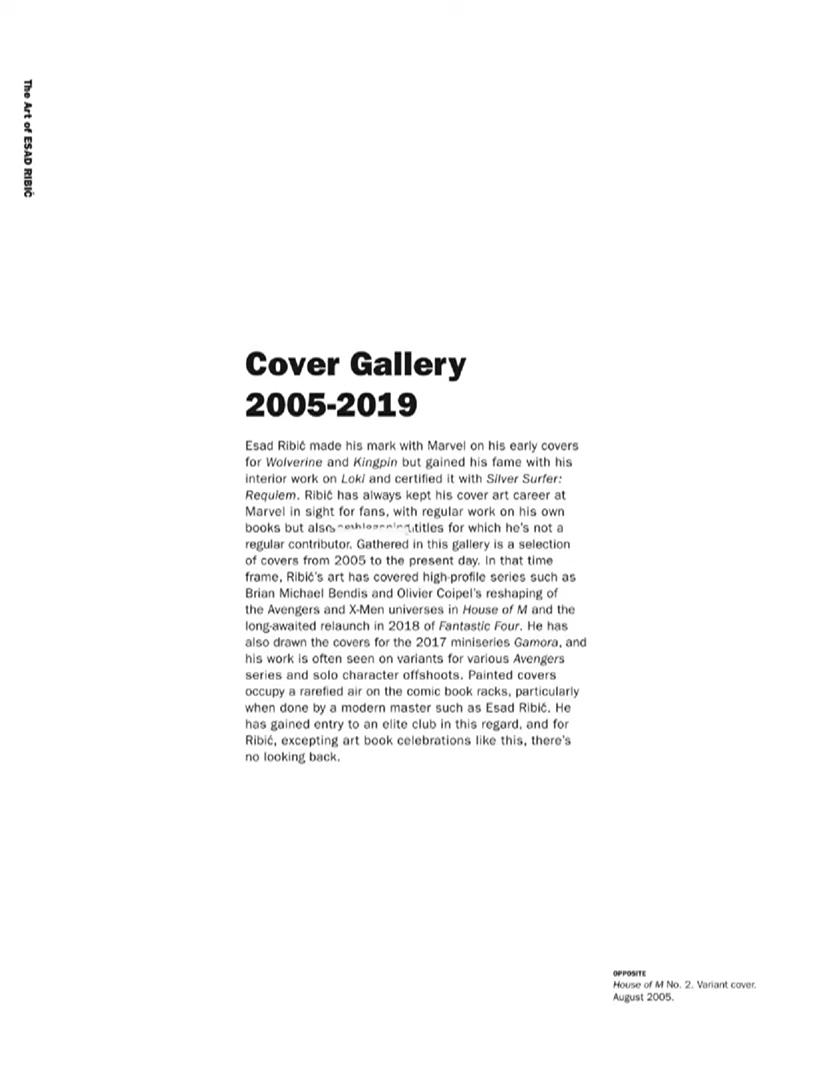 The Art of ESAD RIBIĆ
Cover Gallery
2005-2019
Esad Ribić made his mark with Marvel on his early covers
for Wolverine and Kingpin but gained his fame with his
interior work on Loki and certified it with Silver Surfer:
Requiem. Ribić has always kept his cover art career at
Marvel in sight for fans, with regular work on his own
books but also titles for which he's not a
regular contributor. Gathered in this gallery is a selection
of covers from 2005 to the present day. In that time
frame, Ribić's art has covered high-profile series such as
Brian Michael Bendis and Olivier Coipel's reshaping of
the Avengers and X-Men universes in House of M and the
long-awaited relaunch in 2018 of Fantastic Four. He has
also drawn the covers for the 2017 miniseries Gamora, and
his work is often seen on variants for various Avengers
series and solo character offshoots. Painted covers
occupy a rarefied air on the comic book racks, particularly
when done by a modern master such as Esad Ribić. He
has gained entry to an elite club in this regard, and for
Ribić, excepting art book celebrations like this, there's
no looking back.
OPPOSITE
House of M No. 2. Variant cover.
August 2005.